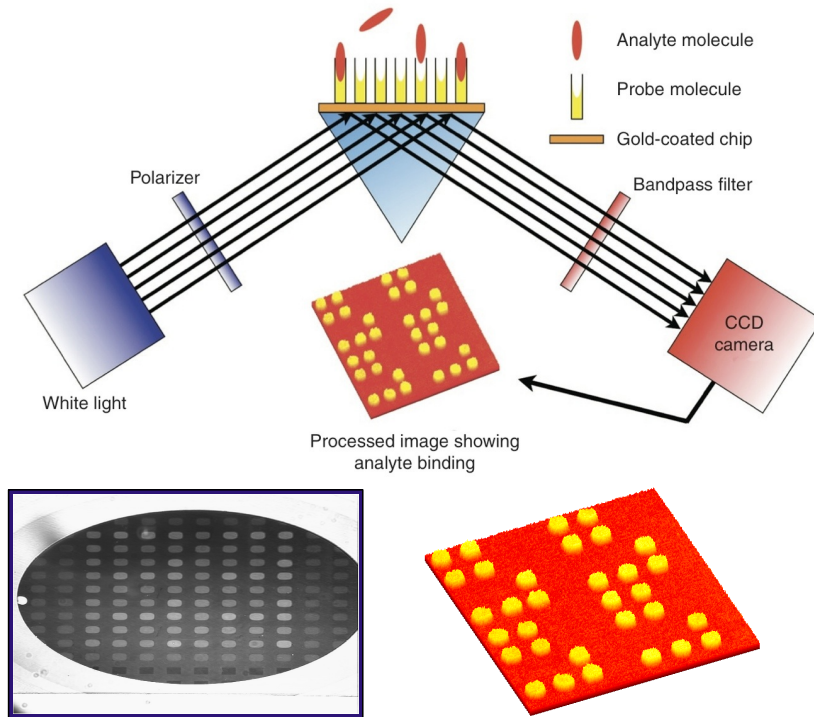 Analyte molecule
Probe molecule
Gold-coated chip
Polarizer
Bandpass filter
CCD
camera
White light
Processed image showing
analyte binding